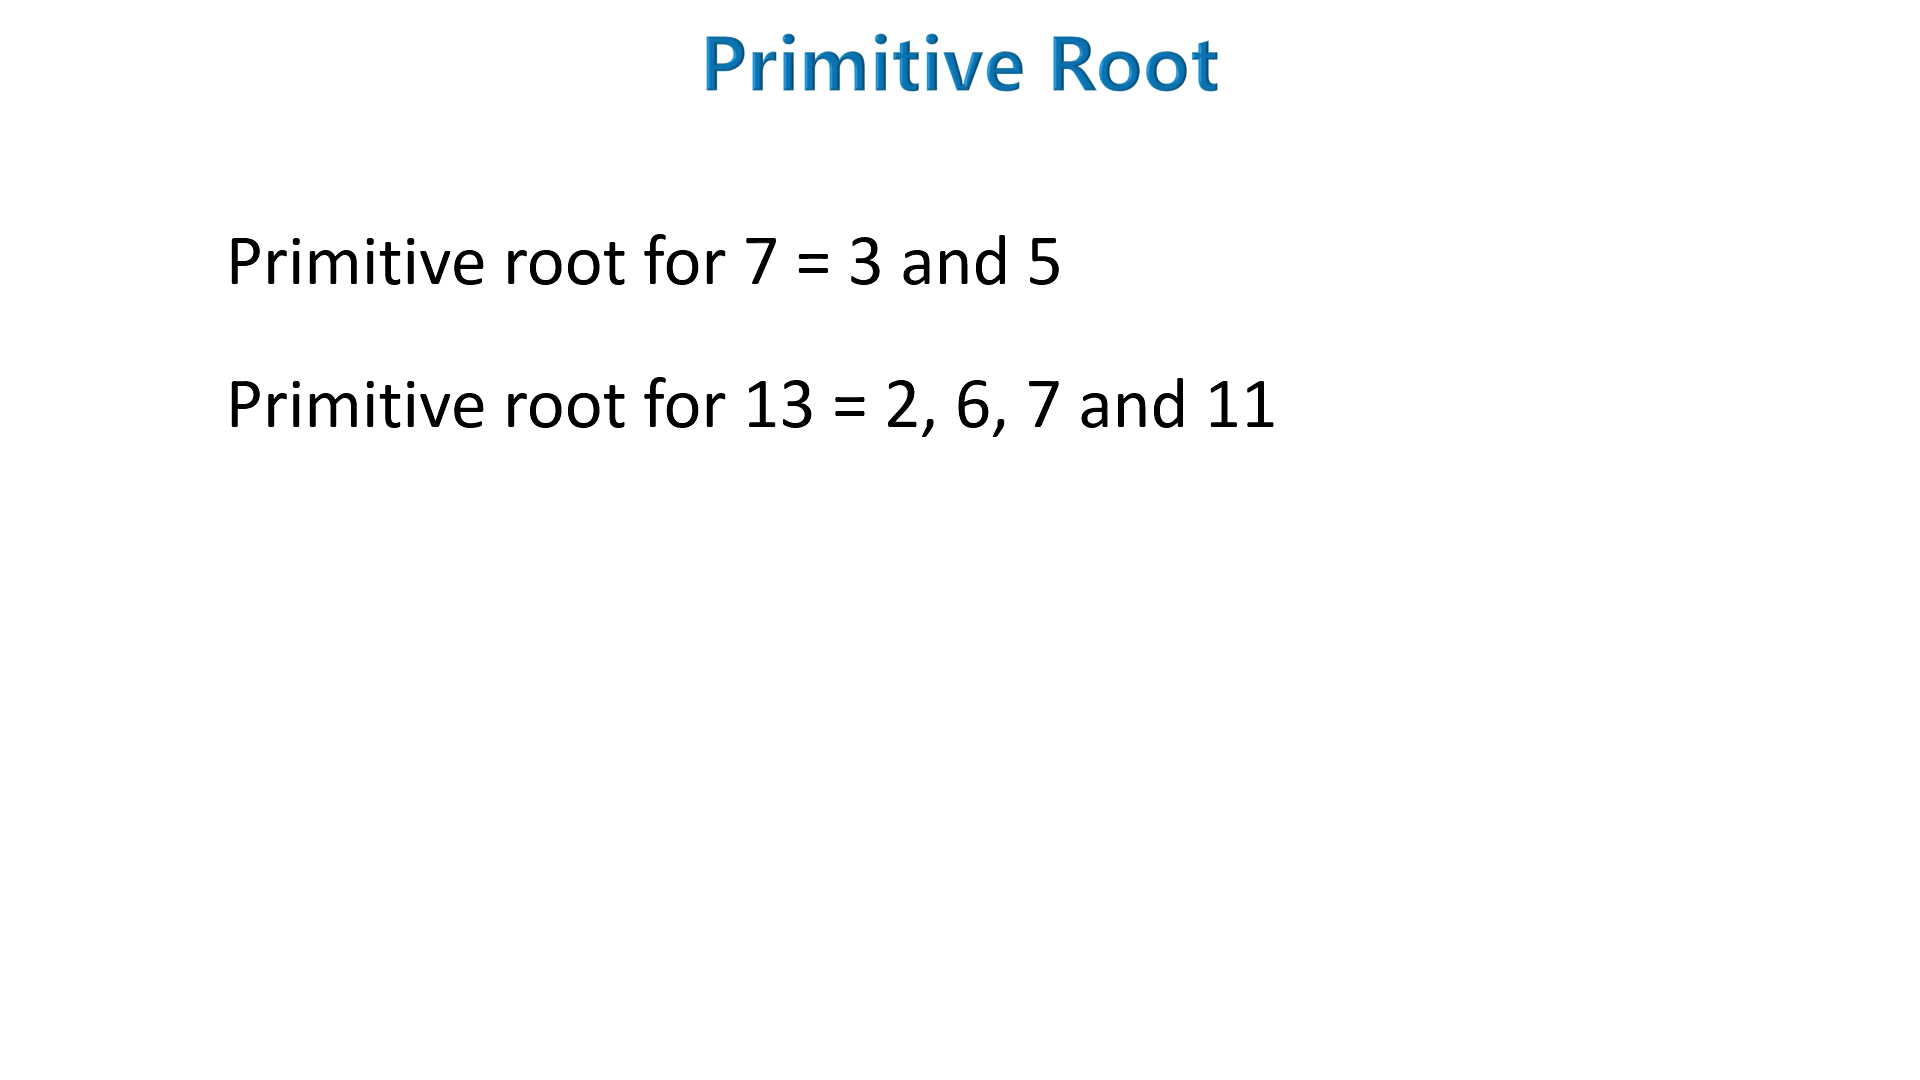 Primitive Root
Primitive root for 7 = 3 and 5
Primitive root for 13 = 2, 6, 7 and 11